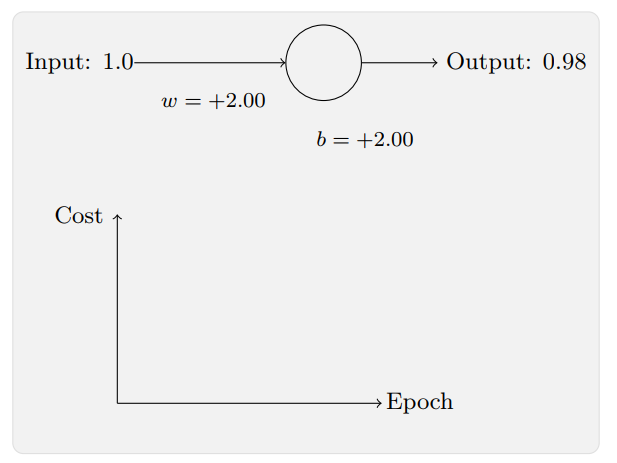 Input: 1.0
Output: 0.98
w = +2.00
b = +2.00
Cost
Epoch